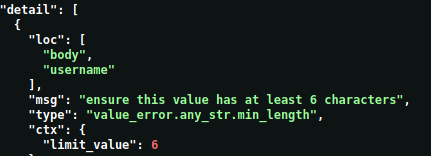 "detail": [
{
"loc": [
"body",
"username"
],
"msg": "ensure this value has at least 6 characters",
"type": "value_error.any_str.min_length",
"ctx": {
"limit_value": 6